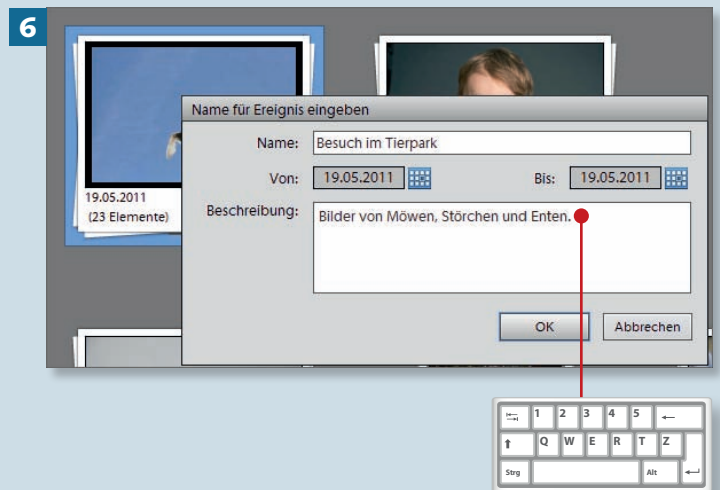 6
Name für Ereignis eingeben
Name: Besuch im Tierpark
Von: 19.05.2011 Bis: 19.05.2011
19.05.2011
(23 Elemente)
Beschreibung: Bilder von Möwen, Störchen und Enten.
OK Abbrechen
1 2 3 4 5
Q W E R T Z
Strg Alt